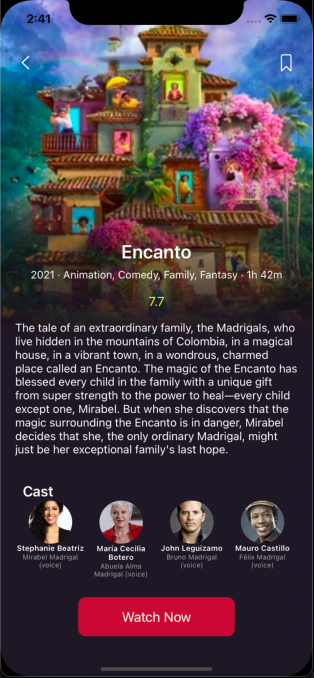 2:41
Encanto
2021 · Animation, Comedy, Family, Fantasy · 1h 42m
7.7
The tale of an extraordinary family, the Madrigals, who
live hidden in the mountains of Colombia, in a magical
house, in a vibrant town, in a wondrous, charmed
place called an Encanto. The magic of the Encanto has
blessed every child in the family with a unique gift
from super strength to the power to heal—every child
except one, Mirabel. But when she discovers that the
magic surrounding the Encanto is in danger, Mirabel
decides that she, the only ordinary Madrigal, might
just be her exceptional family's last hope.
Cast
Stephanie Beatriz
Mirabel Madrigal
(voice)
María Cecilia
Botero
Abuela Alma
Madrigal (voice)
John Leguizamo
Bruno Madrigal
(voice)
Mauro Castillo
Félix Madrigal
(voice)
Watch Now